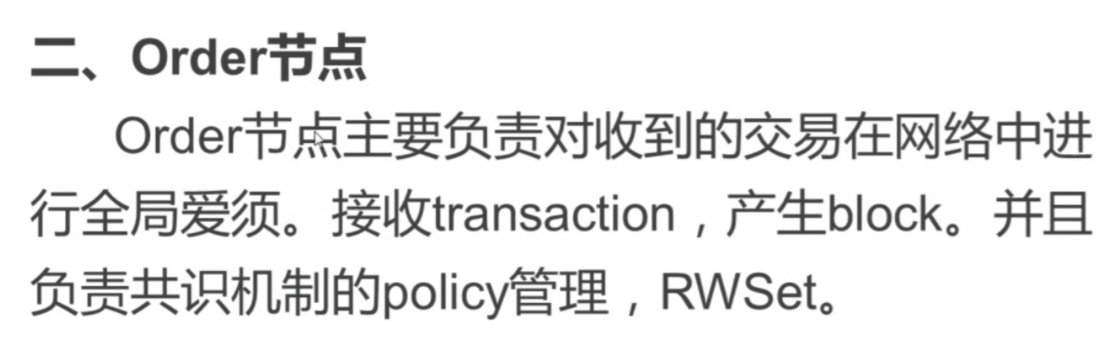 二、Order节点
Order节点主要负责对收到的交易在网络中进
行全局爱须。接收transaction，产生block。并且
负责共识机制的policy管理，RWSet。